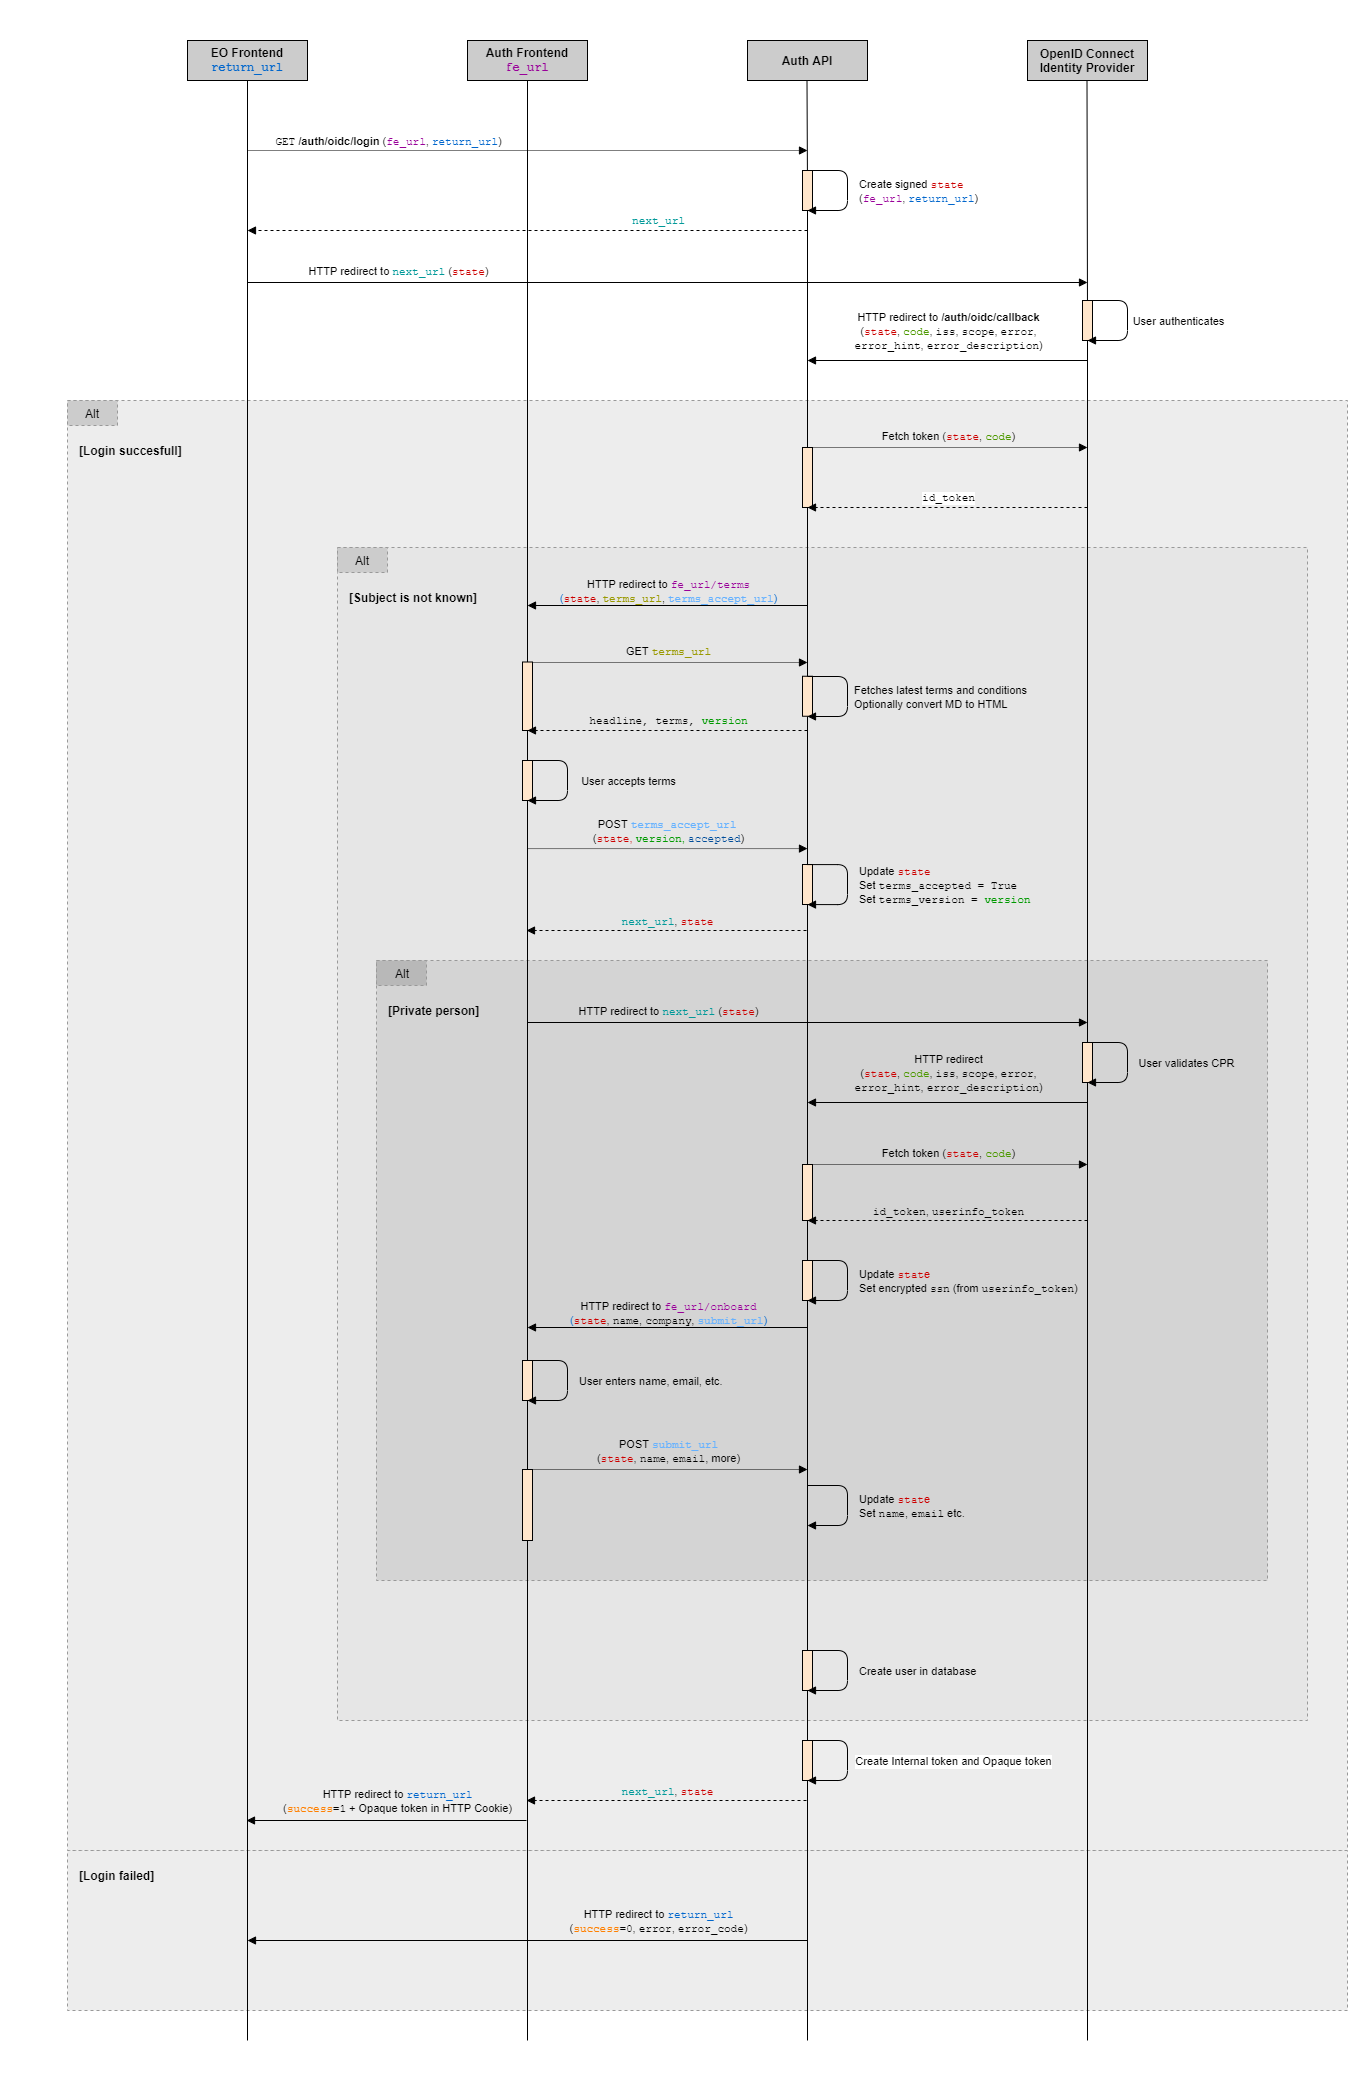 EO Frontend
return_url
Auth Frontend
fe_url
Auth API
OpenID Connect
Identity Provider
GET /auth/oidc/login (fe_url, return_url)
Create signed state
(fe_url, return_url)
next_url
HTTP redirect to next_url (state)
User authenticates
HTTP redirect to /auth/oidc/callback
(state, code, iss, scope, error,
error_hint, error_description)
Alt
[Login succesfull]
Fetch token (state, code)
id_token
Alt
[Subject is not known]
HTTP redirect to fe_url/terms
(state, terms_url, terms_accept_url)
GET terms_url
Fetches latest terms and conditions
Optionally convert MD to HTML
headline, terms, version
User accepts terms
POST terms_accept_url
(state, version, accepted)
Update state
Set terms_accepted = True
Set terms_version = version
next_url, state
Alt
[Private person]
HTTP redirect to next_url (state)
User validates CPR
HTTP redirect
(state, code, iss, scope, error,
error_hint, error_description)
Fetch token (state, code)
id_token, userinfo_token
Update state
Set encrypted ssn (from userinfo_token)
HTTP redirect to fe_url/onboard
(state, name, company, submit_url)
User enters name, email, etc.
POST submit_url
(state, name, email, more)
Update state
Set name, email etc.
Create user in database
Create Internal token and Opaque token
next_url, state
HTTP redirect to return_url
(success=1 + Opaque token in HTTP Cookie)
[Login failed]
HTTP redirect to return_url
(success=0, error, error_code)